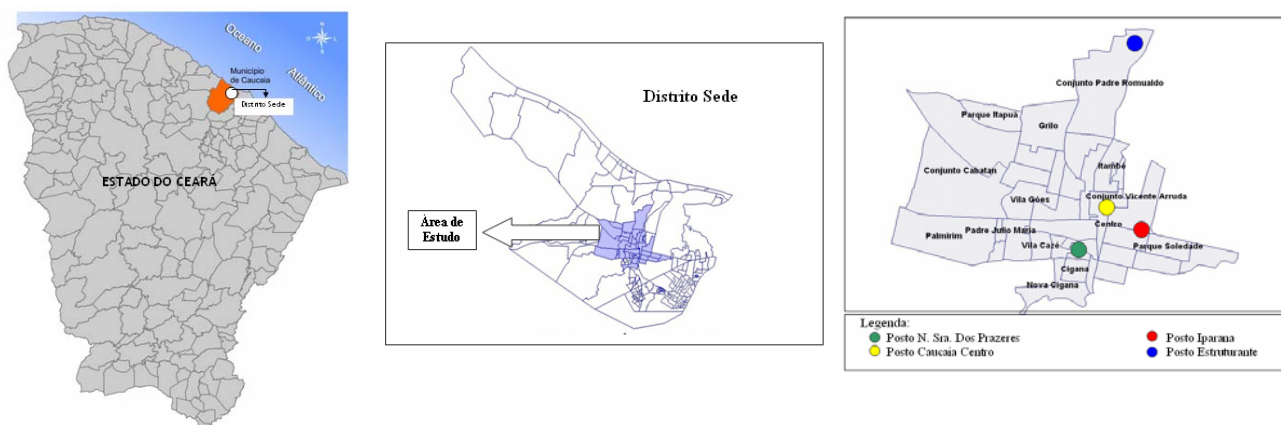 Oceano
Atlântico
O
L
Município
de Caucaia
Distrito Sede
ESTADO DO CEARÁ
Distrito Sede
Área de
Estudo
Conjunto Padre Romualdo
Parque Itapuã
Grilo
Itambé
Conjunto Cabatan
Vila Góes
Conjunto Vicente Arruda
Centro
Palmirim
Padre Julio Maria
Vila Cazé
Parque Soledade
Cigana
Nova Cigana
Legenda:
Posto N. Sra. Dos Prazeres
Posto Caucaia Centro
Posto Iparana
Posto Estruturante